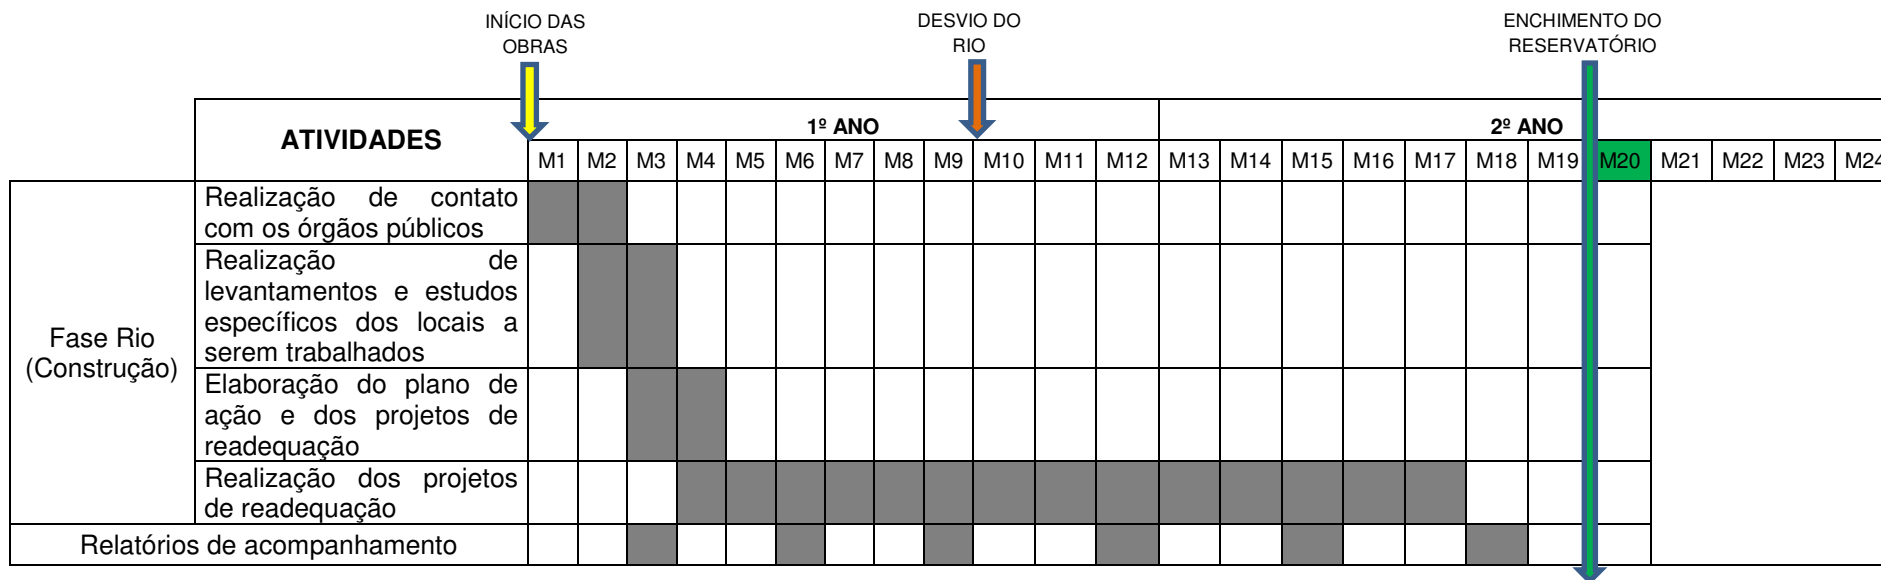 INÍCIO DAS
OBRAS
DESVIO DO
RIO
ENCHIMENTO DO
RESERVATÓRIO
ATIVIDADES
1º ANO
2º ANO
M1 M2 M3 M4 M5 M6 M7 M8 M9 M10 M11 M12 M13 M14 M15 M16 M17 M18 M19 M20 M21 M22 M23 M24
Fase Rio
(Construção)
Realização de contato
com os órgãos públicos
Realização de
levantamentos e estudos
específicos dos locais a
serem trabalhados
Elaboração do plano de
ação e dos projetos de
readequação
Realização dos projetos
de readequação
Relatórios de acompanhamento